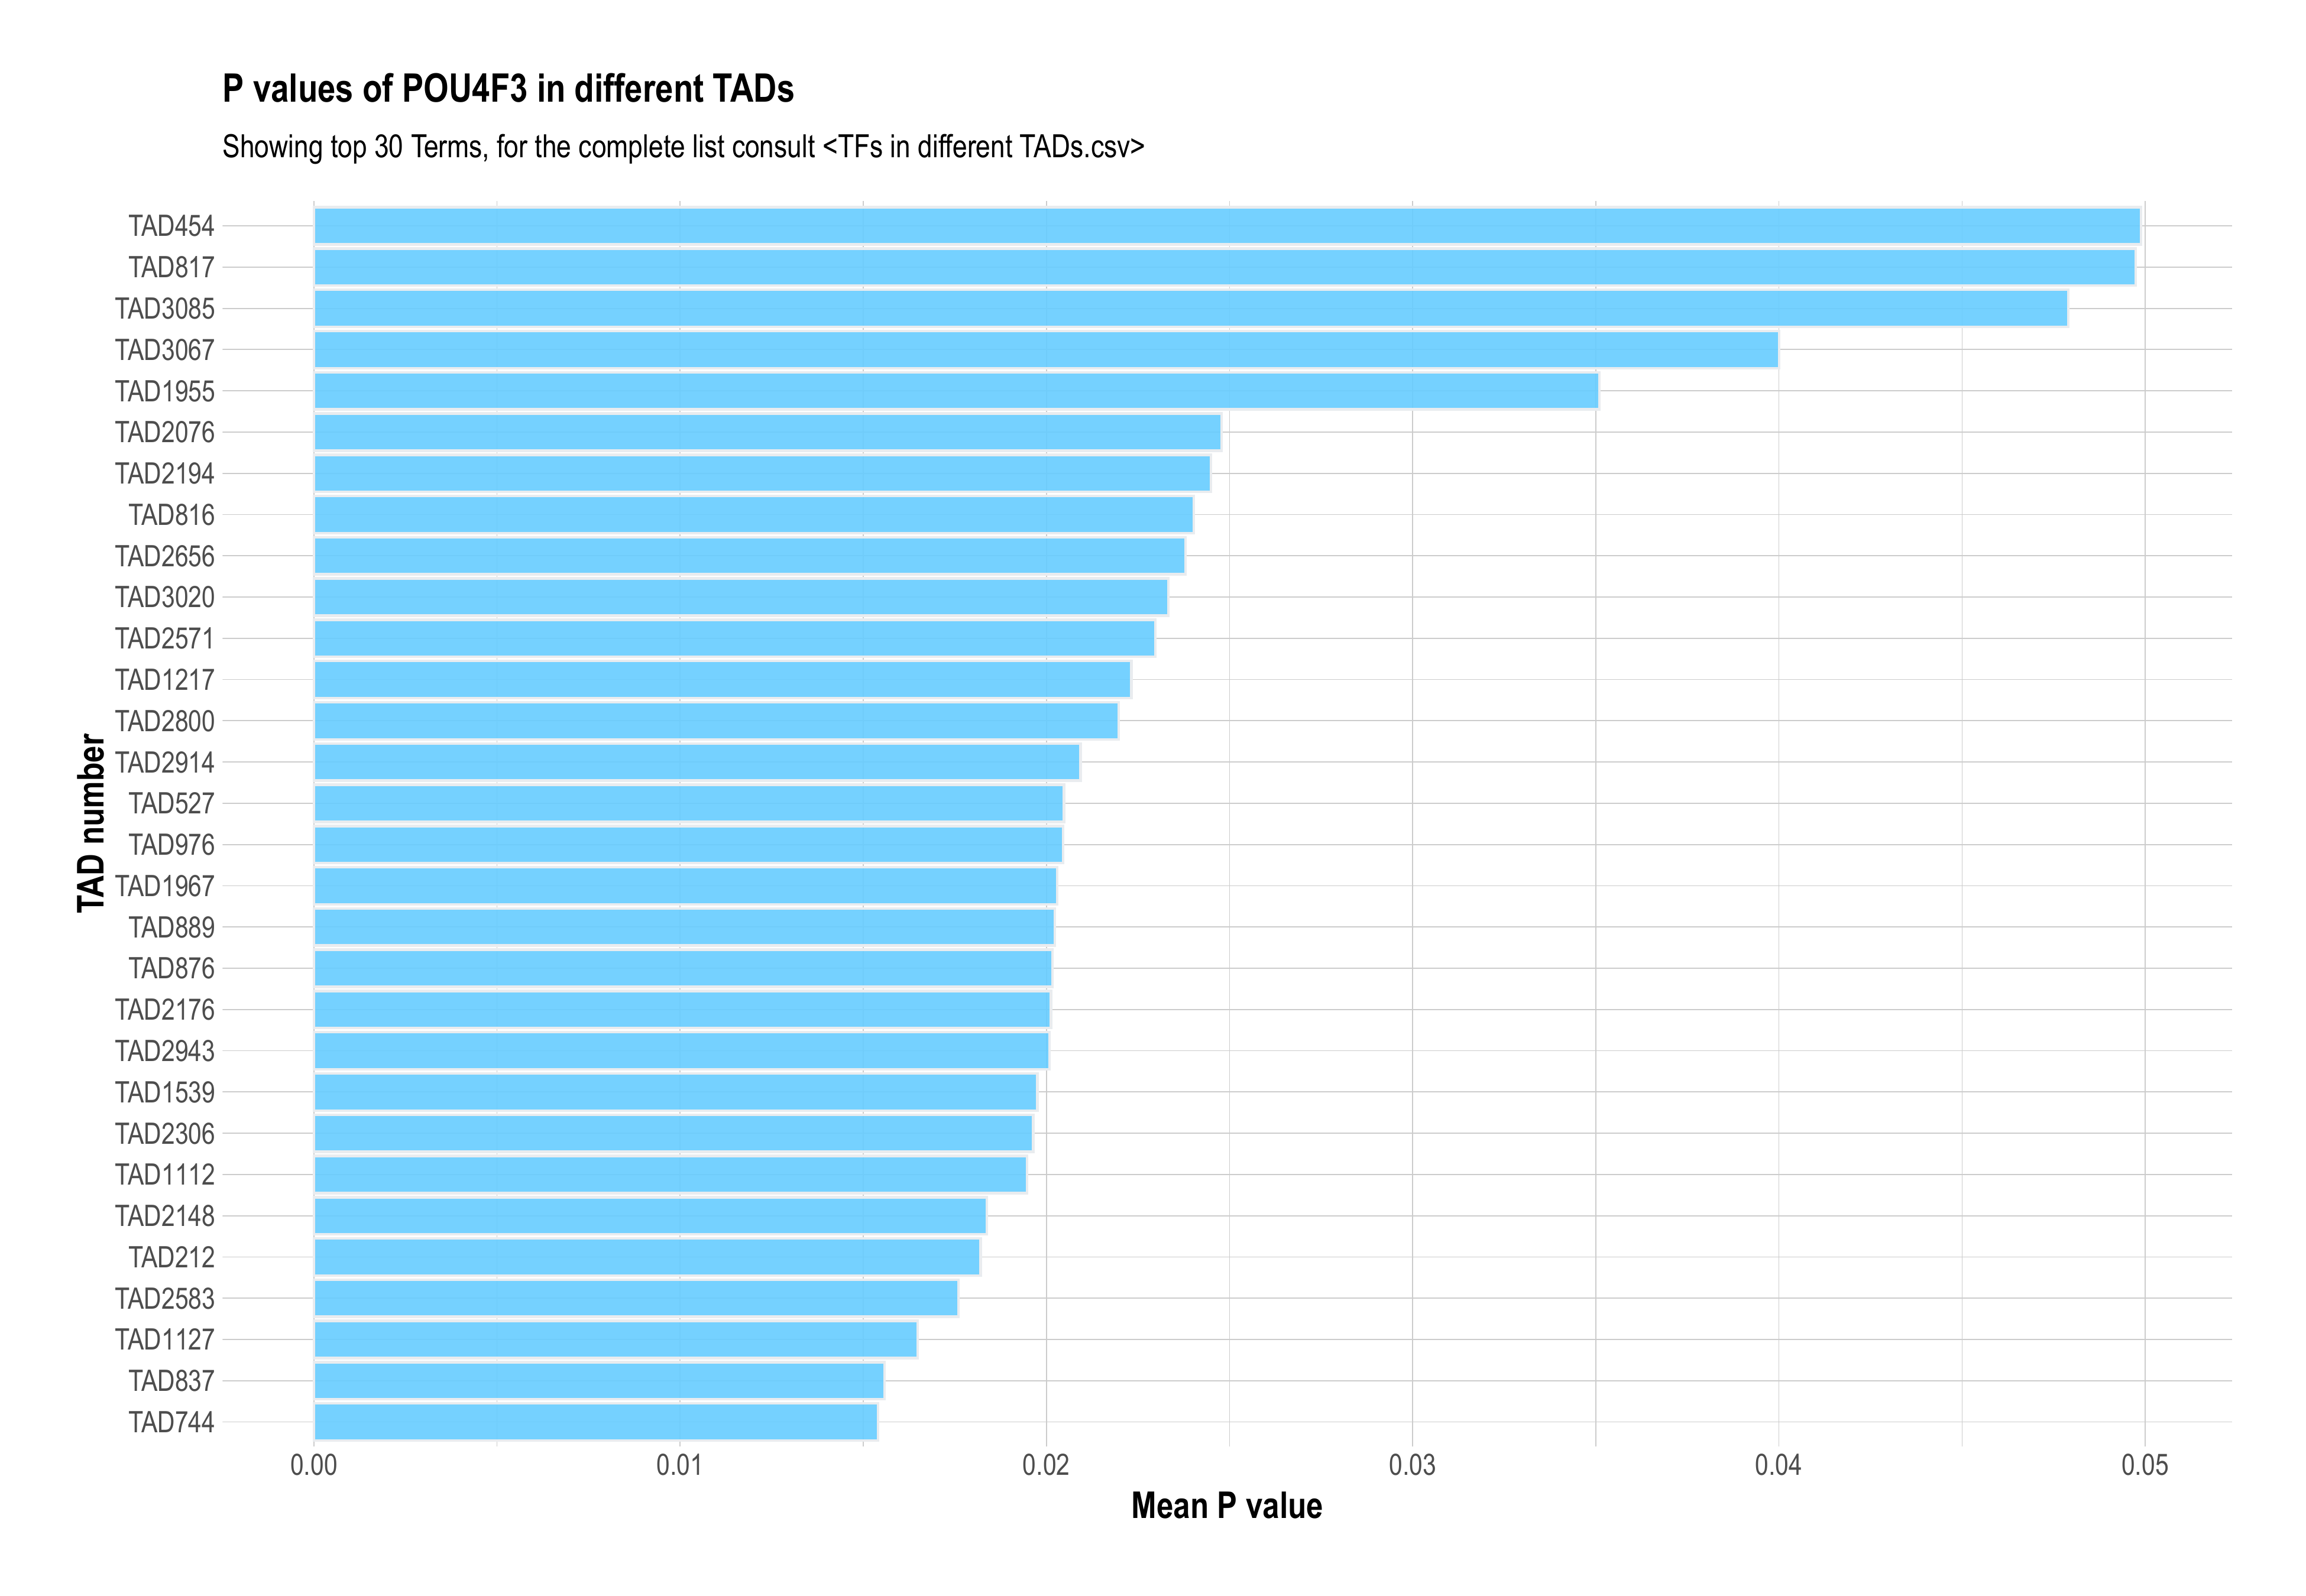 P values of POU4F3 in different TADs
Showing top 30 Terms, for the complete list consult <TFs in different TADs.csv>
TAD number
TAD454
TAD817
TAD3085
TAD3067
TAD1955
TAD2076
TAD2194
TAD816
TAD2656
TAD3020
TAD2571
TAD1217
TAD2800
TAD2914
TAD527
TAD976
TAD1967
TAD889
TAD876
TAD2176
TAD2943
TAD1539
TAD2306
TAD1112
TAD2148
TAD212
TAD2583
TAD1127
TAD837
TAD744
0.00 0.01 0.02 0.03 0.04 0.05
Mean P value